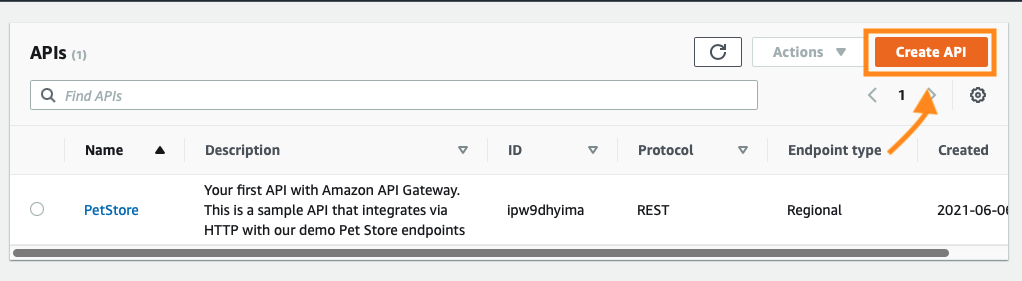 APIs (1)
Actions
Create API
Find APIs
1
Name
Description
ID
Protocol
Endpoint type
Created
PetStore
Your first API with Amazon API Gateway.
This is a sample API that integrates via
HTTP with our demo Pet Store endpoints
ipw9dhyima
REST
Regional
2021-06-06